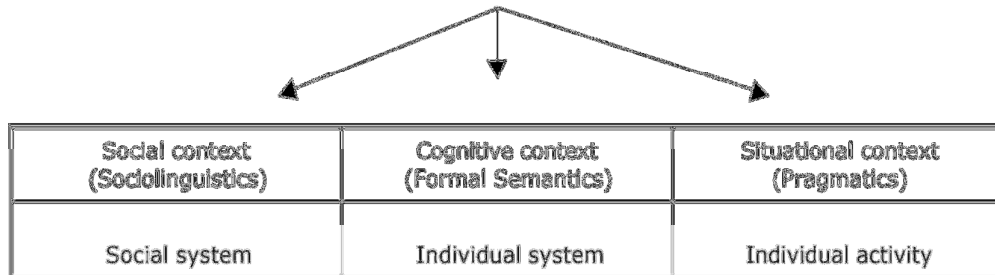 Social context
(Sociolinguistics)
Cognitive context
(Formal Semantics)
Situational context
(Pragmatics)
Social system
Individual system
Individual activity